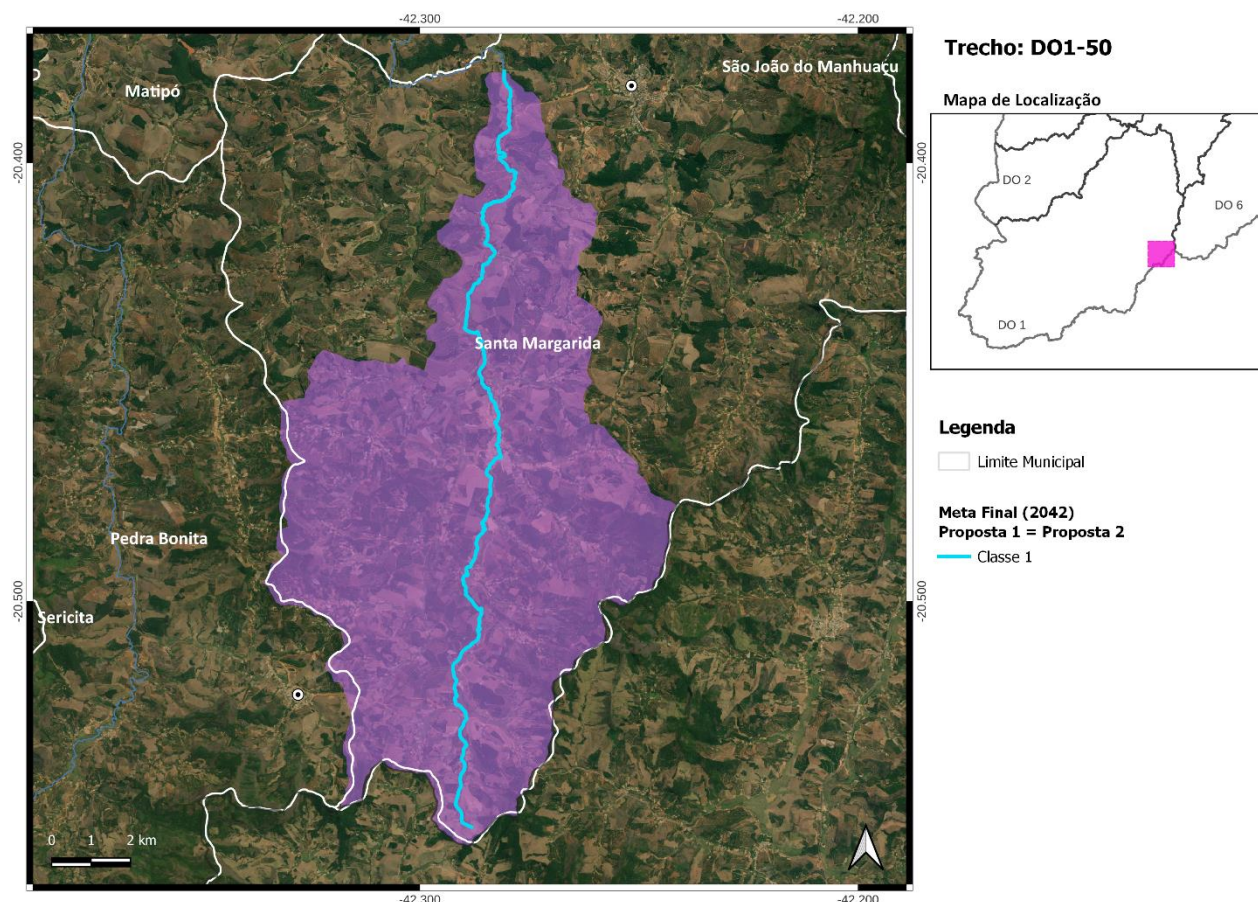 -42.300
-42.200
Matipó
São João do Manhuaçu
-20.400
-20.400
Santa Margarida
Pedra Bonita
Sericita
-20.500
-20.500
0 1 2 km
-42.300
-42.200
Trecho: DO1-50
Mapa de Localização
DO 2
DO 6
DO 1
Legenda
Limite Municipal
Meta Final (2042)
Proposta 1 = Proposta 2
Classe 1